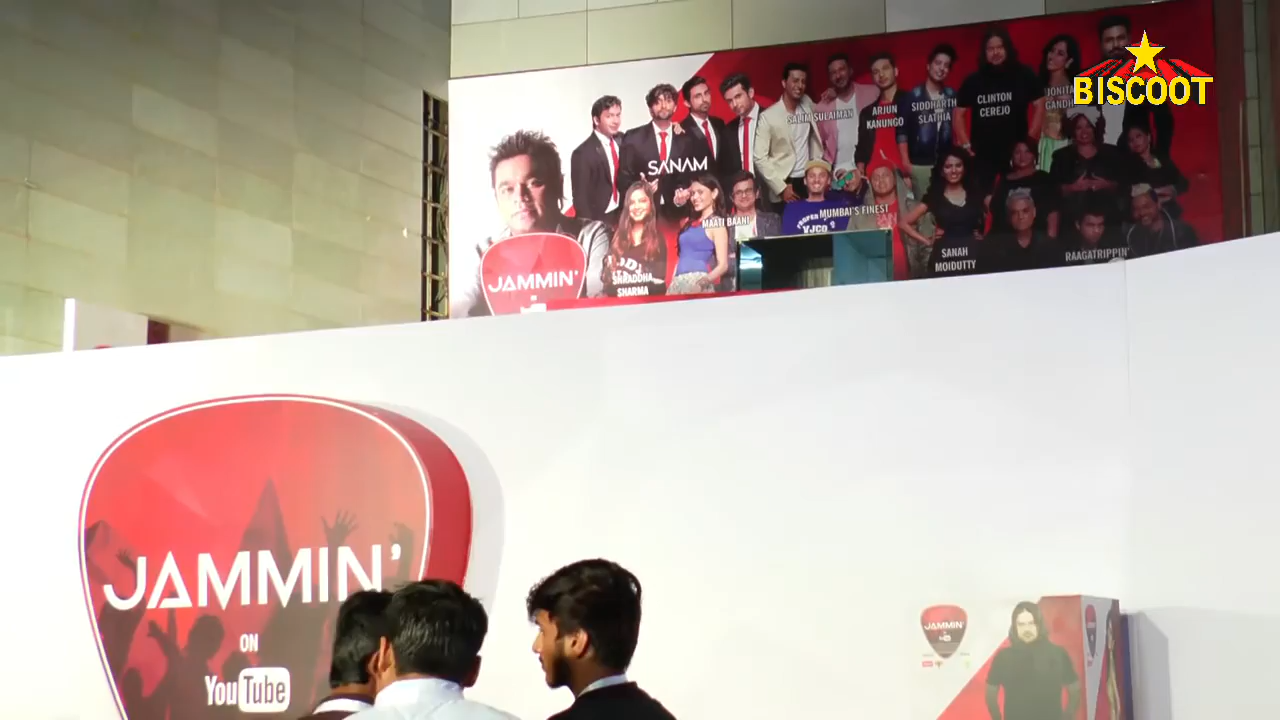 BISCOOT
SANAM
SALIM SULAIMAN
ARJUN
KANUNGO
SIDDHARTH
SLATHIA
CLINTON
CEREJO
JONITA
GANDHI
MAATI BAANI
MUMBAI'S FINEST
SHRADDHA
SHARMA
SANAH
MOIDUTTY
RAAGATRIPPIN'
JAMMIN'
ON
JAMMIN'
ON
YouTube
JAMMIN'